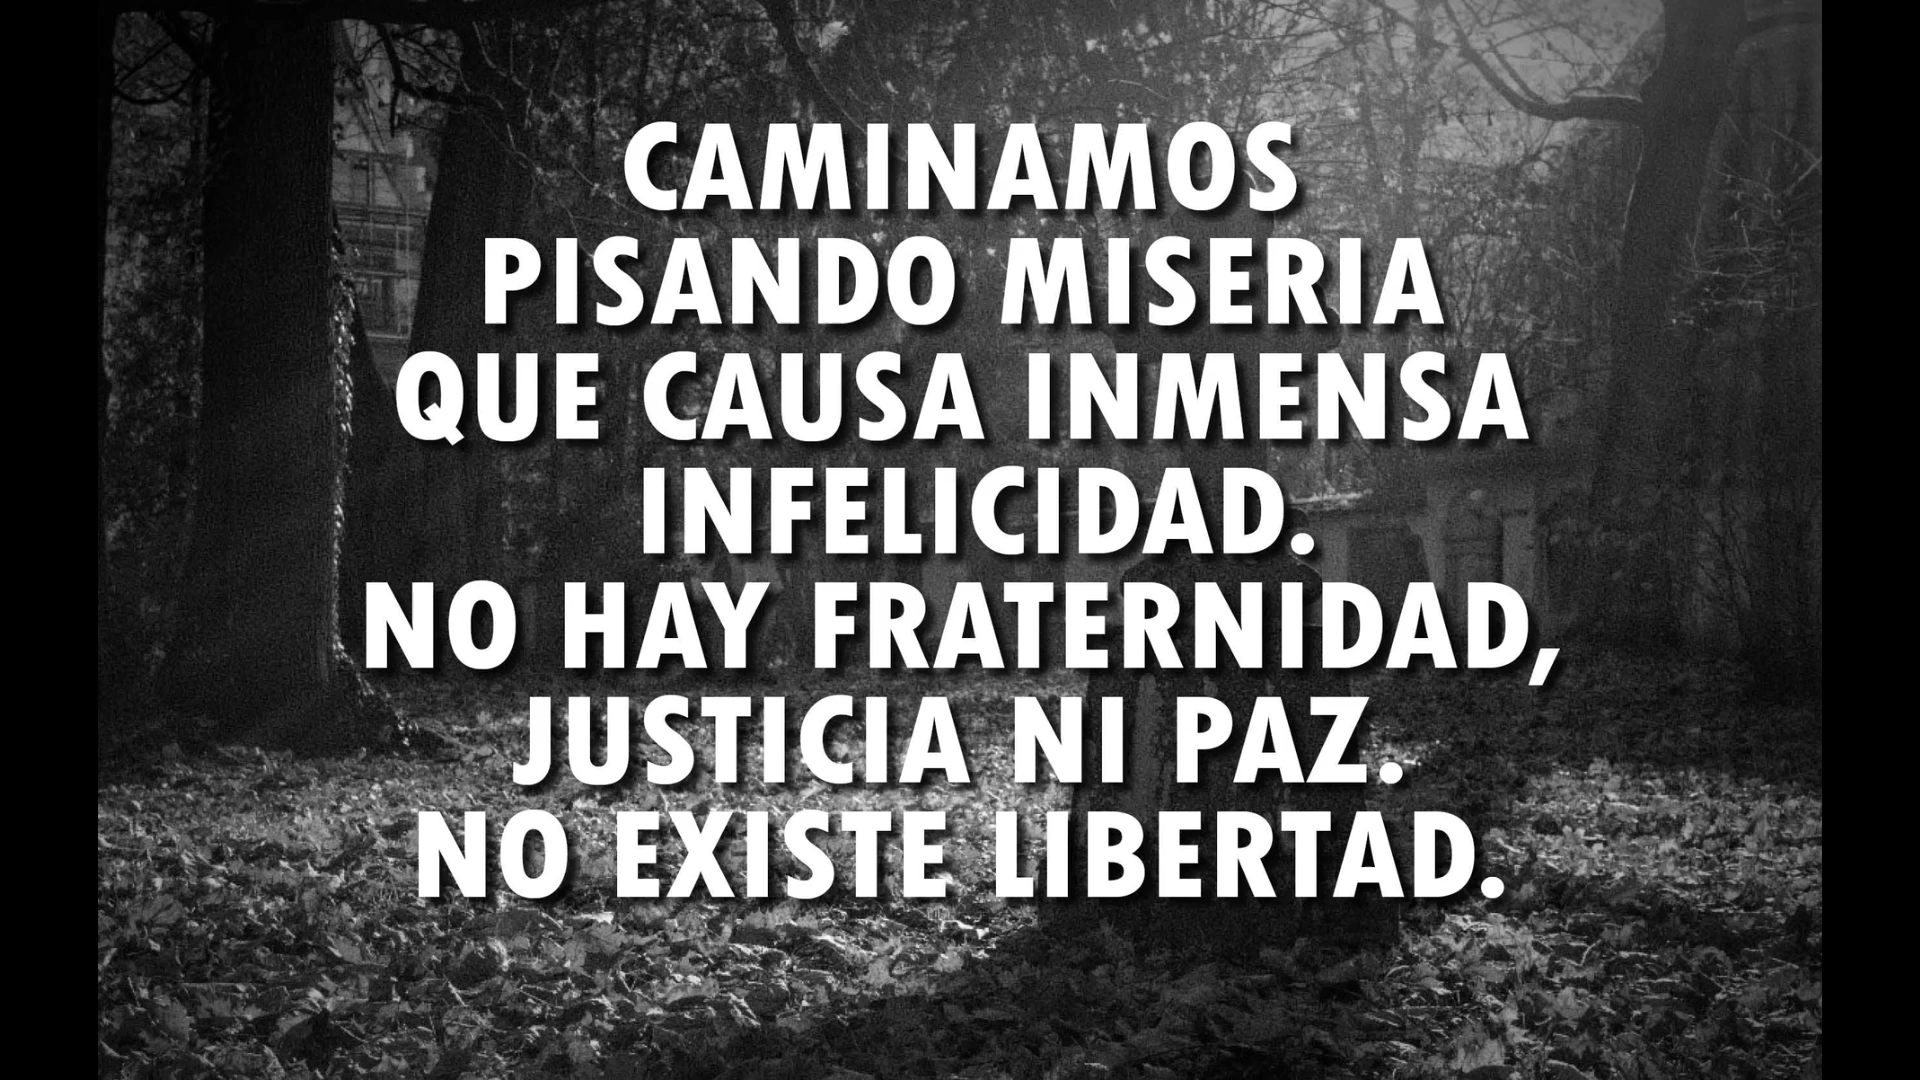 CAMINAMOS
PISANDO MISERIA
QUE CAUSA INMENSA
INFELICIDAD.
NO HAY FRATERNIDAD,
JUSTICIA NI PAZ.
NO EXISTE LIBERTAD.